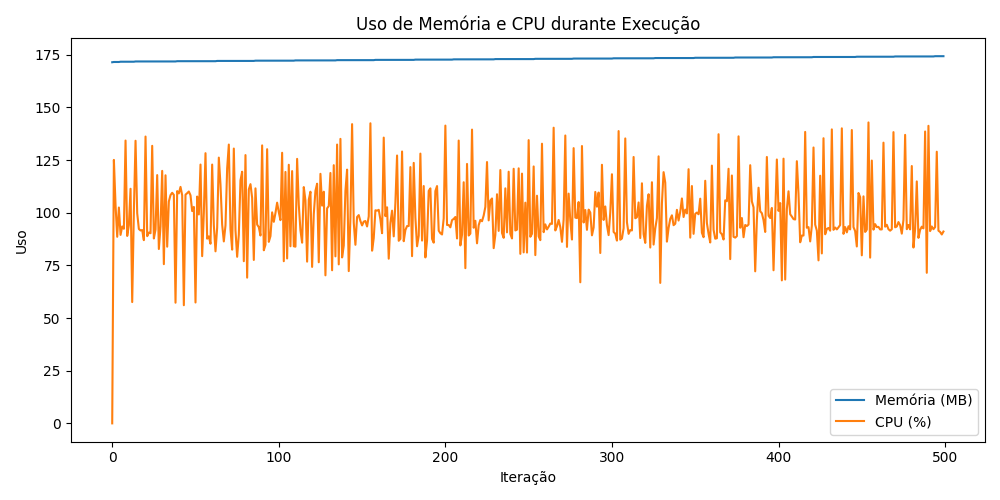 Uso de Memória e CPU durante Execução
175
150
125
100
75
50
25
0
Uso
0 100 200 300 400 500
Iteração
Memória (MB)
CPU (%)